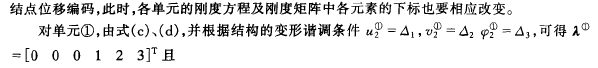 结点位移编码,此时,各单元的刚度方程及刚度矩阵中各元素的下标也要相应改变。
对单元①,由式(c)、(d),并根据结构的变形谐调条件 u₂^① = Δ₁, v₂^① = Δ₂ φ₂^① = Δ₃,可得 λ^①
=[0 0 0 1 2 3]ᵀ 且